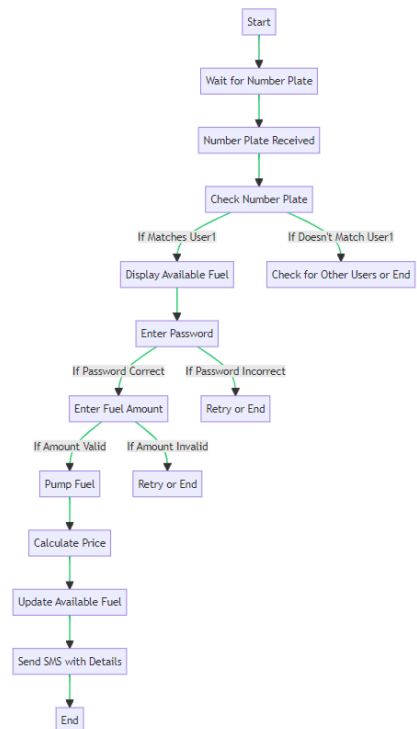 Start
Wait for Number Plate
Number Plate Received
Check Number Plate
If Matches User1
If Doesn't Match User1
Display Available Fuel
Check for Other Users or End
Enter Password
If Password Correct
If Password Incorrect
Enter Fuel Amount
Retry or End
If Amount Valid
If Amount Invalid
Pump Fuel
Retry or End
Calculate Price
Update Available Fuel
Send SMS with Details
End